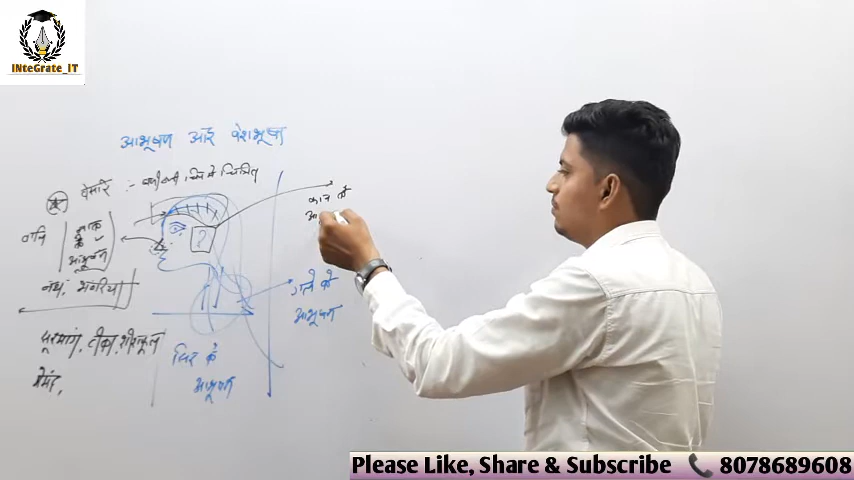 INteGrate_IT
आभूषण और वेशभूषा
कान के
नाक
के
आभूषण
नथ, भंवरिया
गले के
आभूषण
सुरमांग, टीका, शीशफूल
मेमंद,
सिर के
आभूषण
Please Like, Share & Subscribe 8078689608